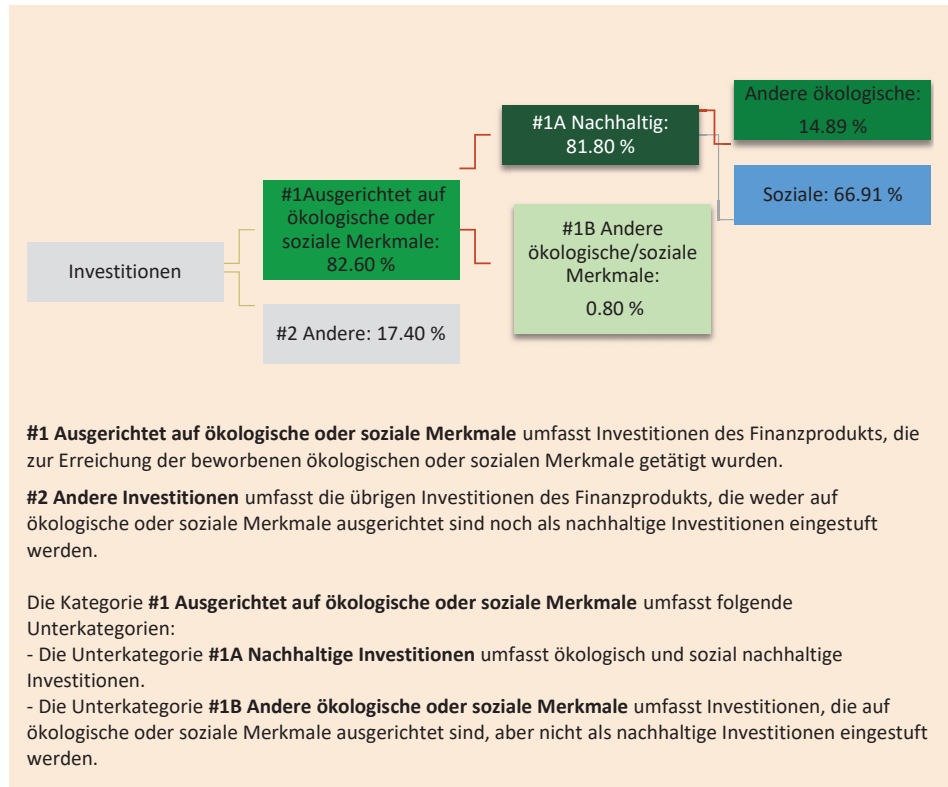 Andere ökologische:
14.89 %
#1A Nachhaltig:
81.80 %
Soziale: 66.91 %
#1Ausgerichtet auf
ökologische oder
soziale Merkmale:
82.60 %
#1B Andere
ökologische/soziale
Merkmale:
0.80 %
Investitionen
#2 Andere: 17.40 %
#1 Ausgerichtet auf ökologische oder soziale Merkmale umfasst Investitionen des Finanzprodukts, die
zur Erreichung der beworbenen ökologischen oder sozialen Merkmale getätigt wurden.
#2 Andere Investitionen umfasst die übrigen Investitionen des Finanzprodukts, die weder auf
ökologische oder soziale Merkmale ausgerichtet sind noch als nachhaltige Investitionen eingestuft
werden.
Die Kategorie #1 Ausgerichtet auf ökologische oder soziale Merkmale umfasst folgende
Unterkategorien:
- Die Unterkategorie #1A Nachhaltige Investitionen umfasst ökologisch und sozial nachhaltige
Investitionen.
- Die Unterkategorie #1B Andere ökologische oder soziale Merkmale umfasst Investitionen, die auf
ökologische oder soziale Merkmale ausgerichtet sind, aber nicht als nachhaltige Investitionen eingestuft
werden.